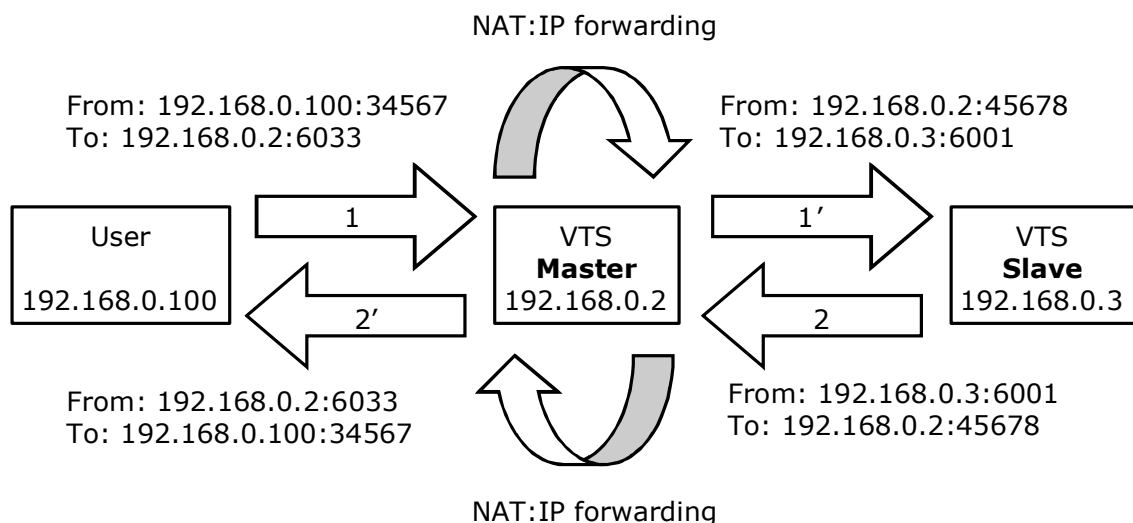 NAT:IP forwarding
From: 192.168.0.100:34567
To: 192.168.0.2:6033
From: 192.168.0.2:45678
To: 192.168.0.3:6001
1
1′
User
192.168.0.100
VTS
Master
192.168.0.2
VTS
Slave
192.168.0.3
2′
2
From: 192.168.0.2:6033
To: 192.168.0.100:34567
From: 192.168.0.3:6001
To: 192.168.0.2:45678
NAT:IP forwarding